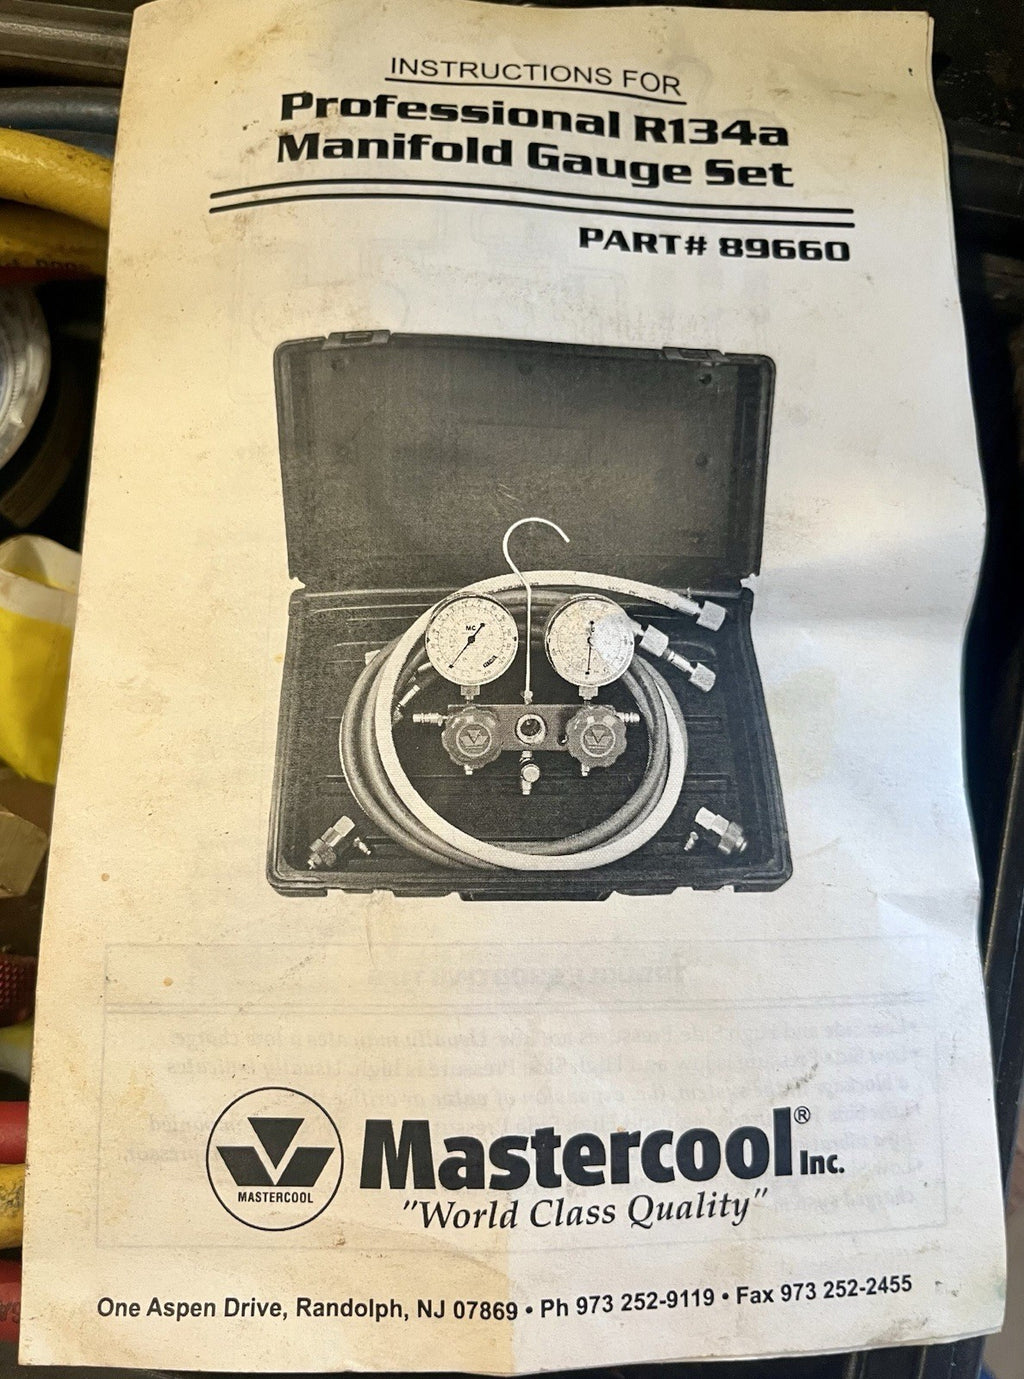 INSTRUCTIONS FOR
Professional R134a
Manifold Gauge Set
PART# 89660
MC
MASTERCOOL
Mastercool® Inc.
"World Class Quality"
One Aspen Drive, Randolph, NJ 07869 • Ph 973 252-9119 • Fax 973 252-2455